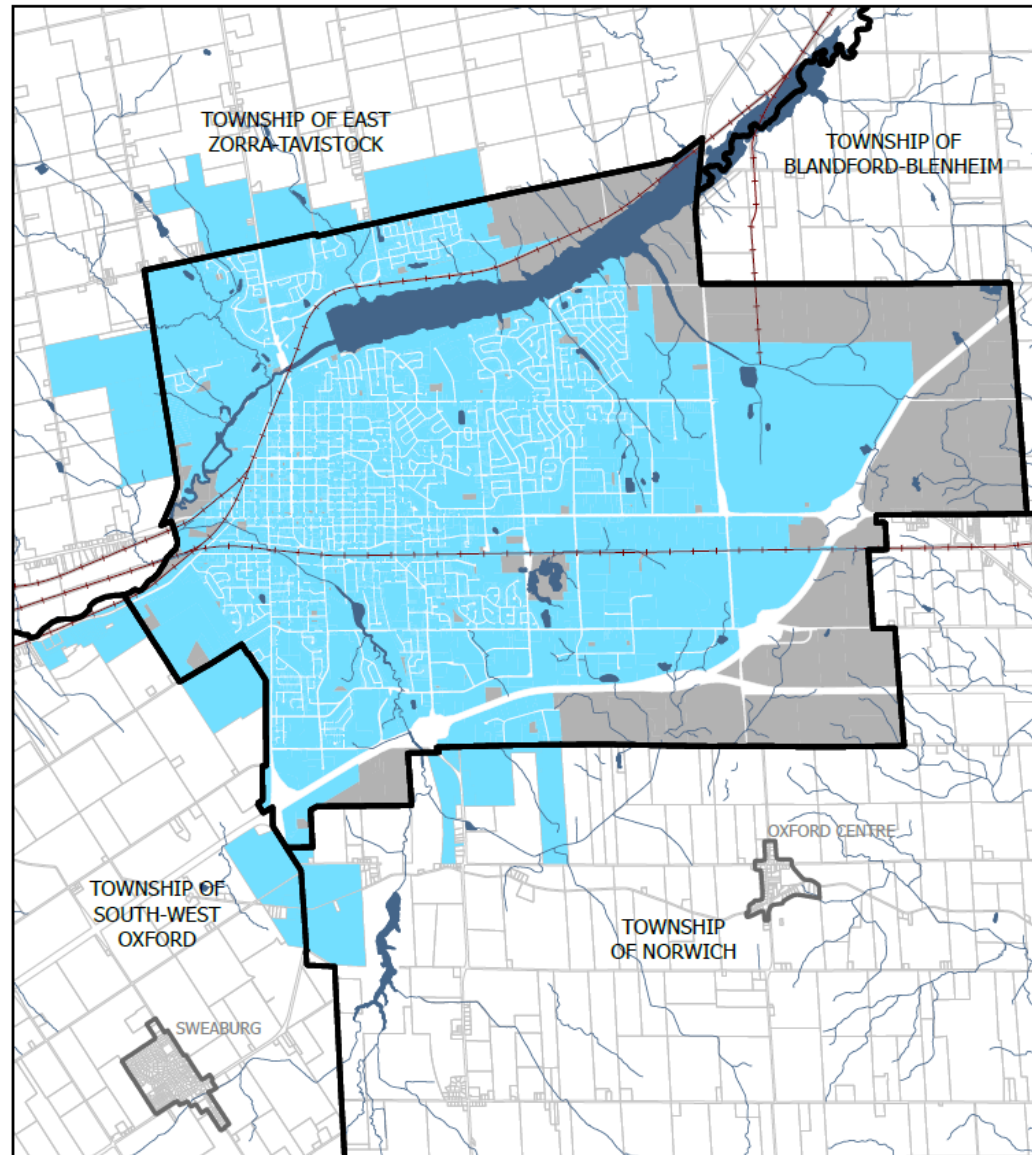 TOWNSHIP OF EAST
ZORRA-TAVISTOCK
TOWNSHIP OF
BLANDFORD-BLENHEIM
OXFORD CENTRE
TOWNSHIP OF
SOUTH-WEST
OXFORD
TOWNSHIP
OF NORWICH
SWEABURG